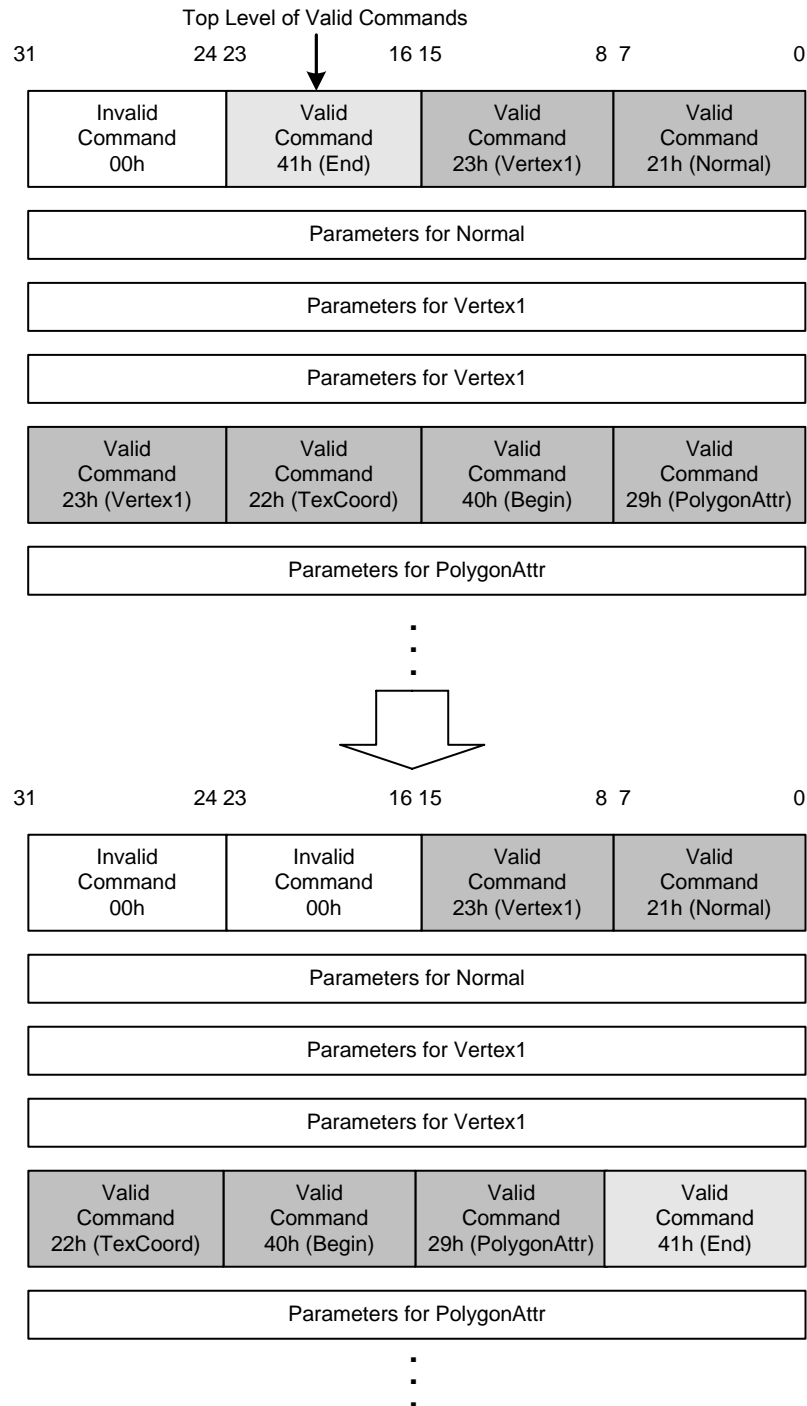 Top Level of Valid Commands
31 24 23 16 15 8 7 0
Invalid Valid Valid Valid
Command Command Command Command
00h 41h (End) 23h (Vertex1) 21h (Normal)
Parameters for Normal
Parameters for Vertex1
Parameters for Vertex1
Valid Valid Valid Valid
Command Command Command Command
23h (Vertex1) 22h (TexCoord) 40h (Begin) 29h (PolygonAttr)
Parameters for PolygonAttr
31 24 23 16 15 8 7 0
Invalid Invalid Valid Valid
Command Command Command Command
00h 00h 23h (Vertex1) 21h (Normal)
Parameters for Normal
Parameters for Vertex1
Parameters for Vertex1
Valid Valid Valid Valid
Command Command Command Command
22h (TexCoord) 40h (Begin) 29h (PolygonAttr) 41h (End)
Parameters for PolygonAttr